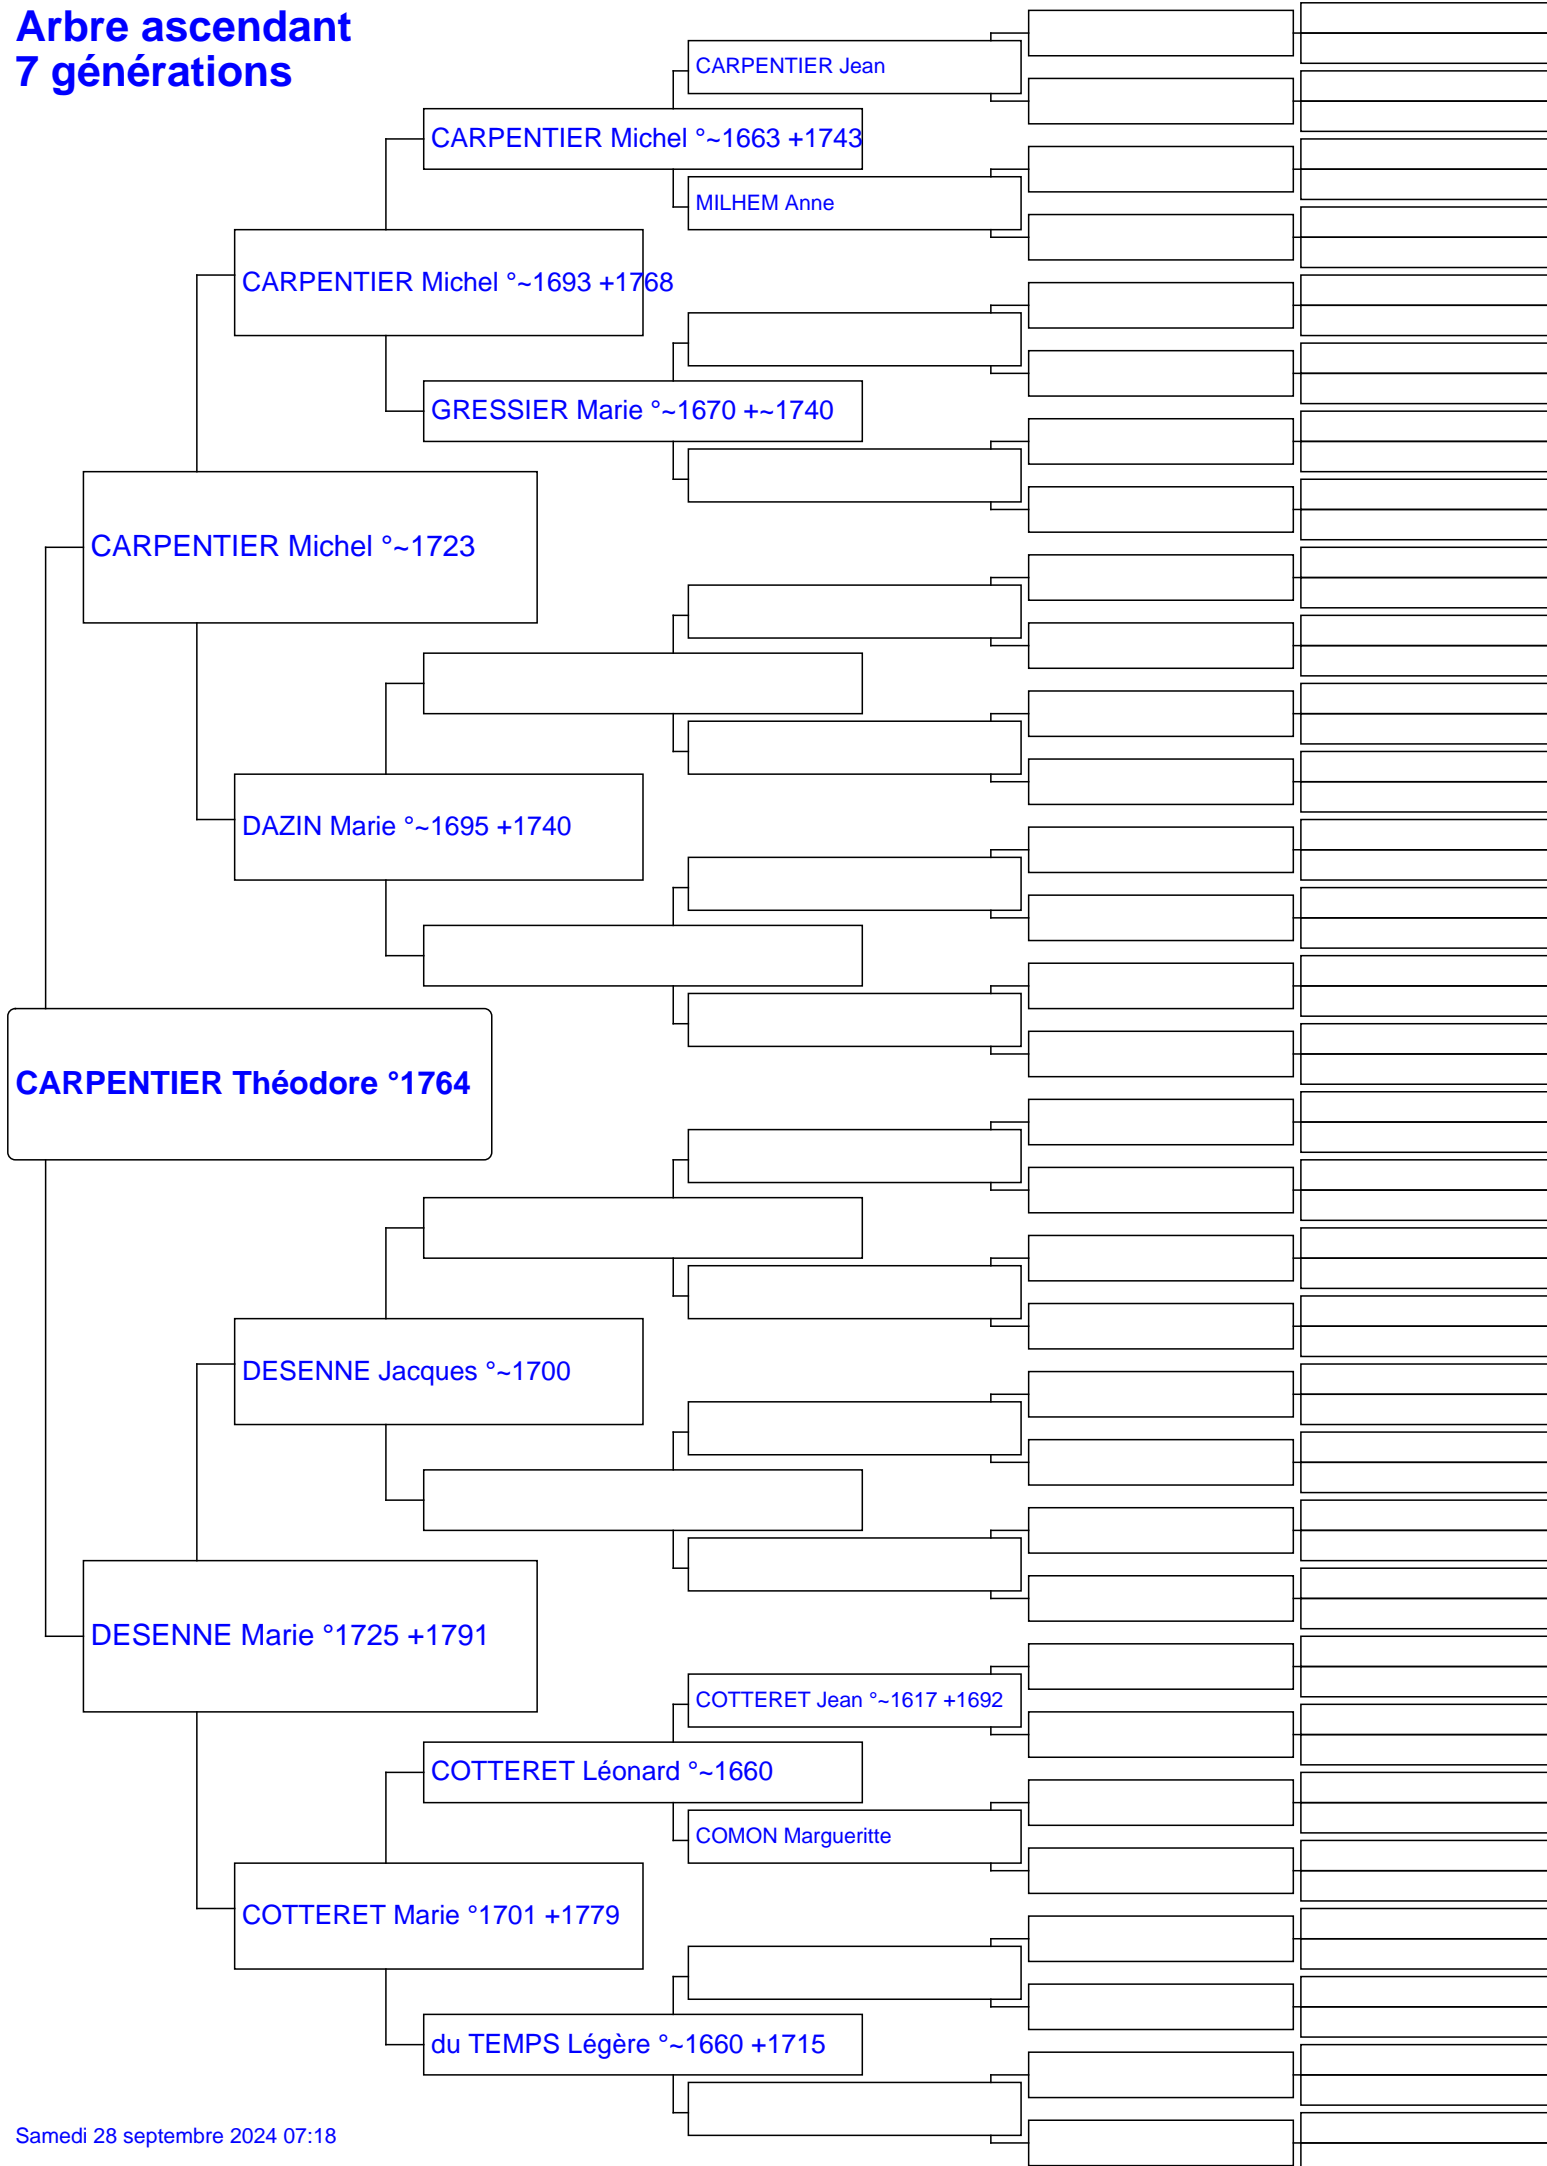 Arbre ascendant
7 générations
CARPENTIER Jean
CARPENTIER Michel °~1663 +1743
MILHEM Anne
CARPENTIER Michel °~1693 +1768
GRESSIER Marie °~1670 +~1740
CARPENTIER Michel °~1723
DAZIN Marie °~1695 +1740
CARPENTIER Théodore °1764
DESENNE Jacques °~1700
DESENNE Marie °1725 +1791
COTTERET Jean °~1617 +1692
COTTERET Léonard °~1660
COMON Margueritte
COTTERET Marie °1701 +1779
du TEMPS Légère °~1660 +1715
Samedi 28 septembre 2024 07:18